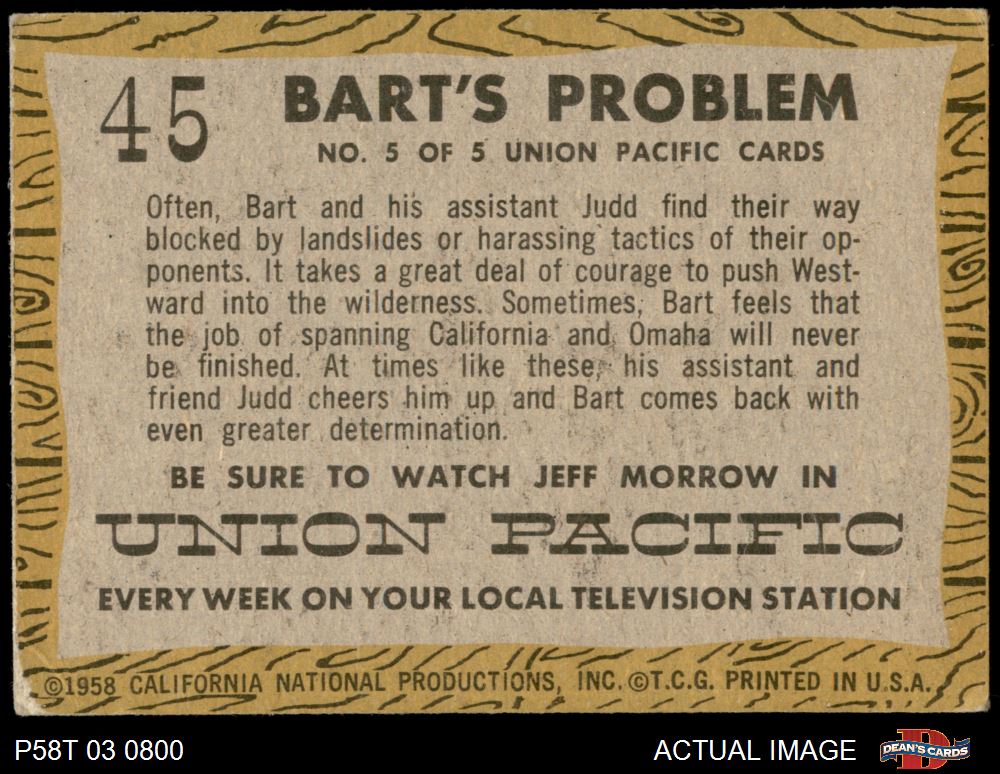 45
BART'S PROBLEM
NO. 5 OF 5 UNION PACIFIC CARDS
Often, Bart and his assistant Judd find their way
blocked by landslides or harassing tactics of their op-
ponents. It takes a great deal of courage to push West-
ward into the wilderness. Sometimes, Bart feels that
the job of spanning California and Omaha will never
be finished. At times like these, his assistant and
friend Judd cheers him up and Bart comes back with
even greater determination.
BE SURE TO WATCH JEFF MORROW IN
UNION PACIFIC
EVERY WEEK ON YOUR LOCAL TELEVISION STATION
©1958 CALIFORNIA NATIONAL PRODUCTIONS, INC. ©T.C.G. PRINTED IN U.S.A.
P58T 03 0800
ACTUAL IMAGE
DEAN'S CARDS